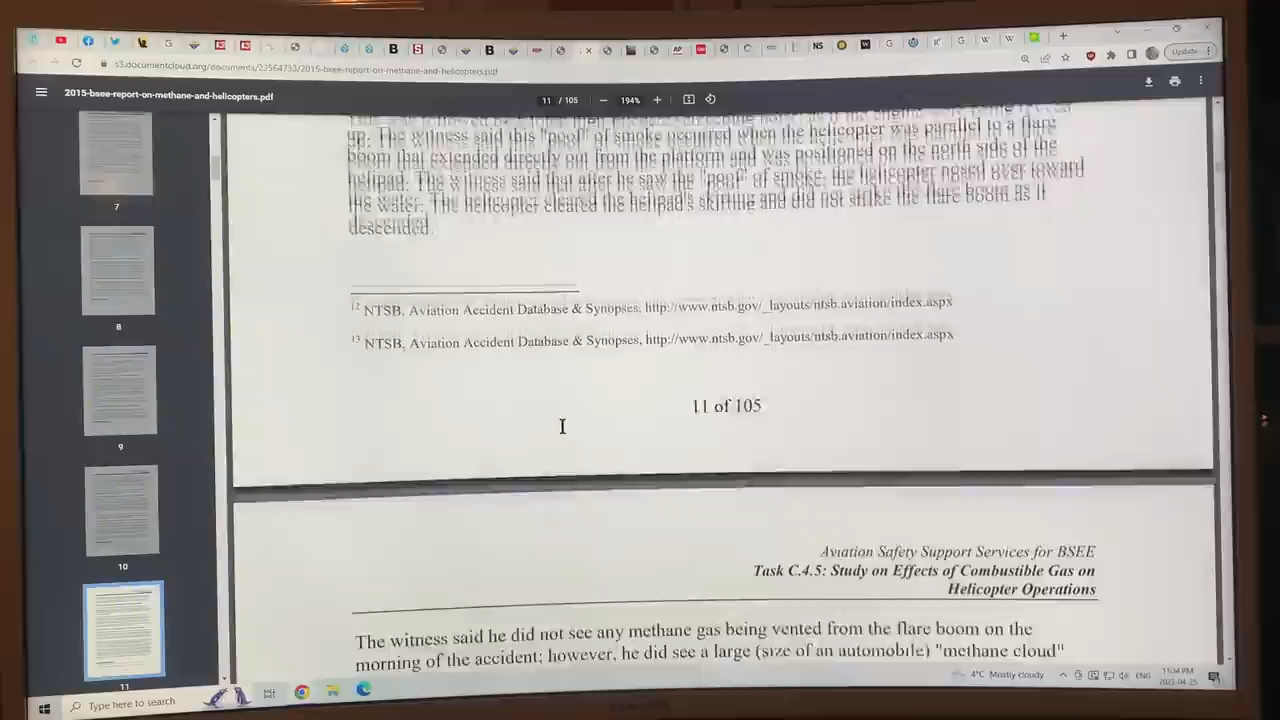 s3.documentcloud.org/documents/23564733/2015-bsee-report-on-methane-and-helicopters.pdf
Update
2015-bsee-report-on-methane-and-helicopters.pdf
11 / 105
194%
7
8
9
10
11
up. The witness said this "poof" of smoke occurred when the helicopter was parallel to a flare
boom that extended directly out from the platform and was positioned on the north side of the
helipad. The witness said that after he saw the "poof" of smoke, the helicopter nosed over toward
the water. The helicopter cleared the helipad's skirting and did not strike the flare boom as it
descended.
12 NTSB, Aviation Accident Database & Synopses, http://www.ntsb.gov/_layouts/ntsb.aviation/index.aspx
13 NTSB, Aviation Accident Database & Synopses, http://www.ntsb.gov/_layouts/ntsb.aviation/index.aspx
11 of 105
Aviation Safety Support Services for BSEE
Task C.4.5: Study on Effects of Combustible Gas on
Helicopter Operations
The witness said he did not see any methane gas being vented from the flare boom on the
morning of the accident; however, he did see a large (size of an automobile) "methane cloud"
Type here to search
4°C Mostly cloudy
ENG
11:34 PM
2023-04-25